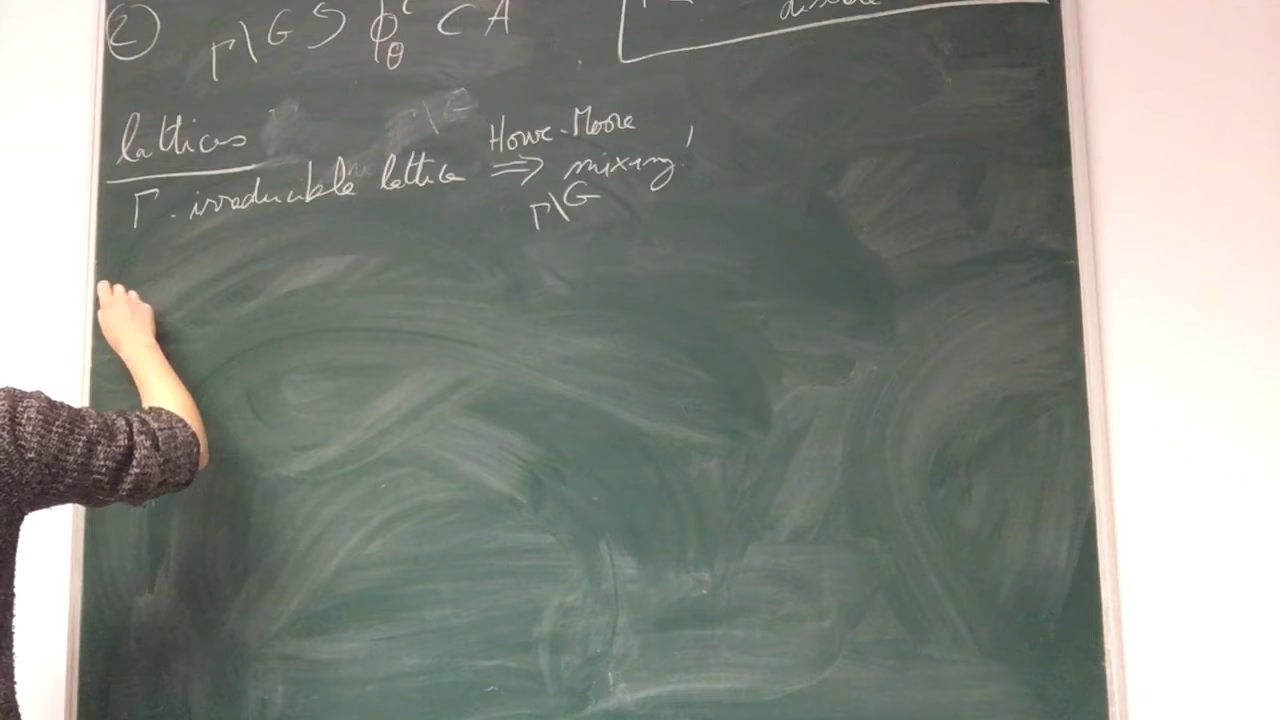 ② Γ\G ↻ ϕ_θ^t ⊂ A
lattices
Γ. irreducible lattice ⇒ mixing!
Howe-Moore
Γ\G